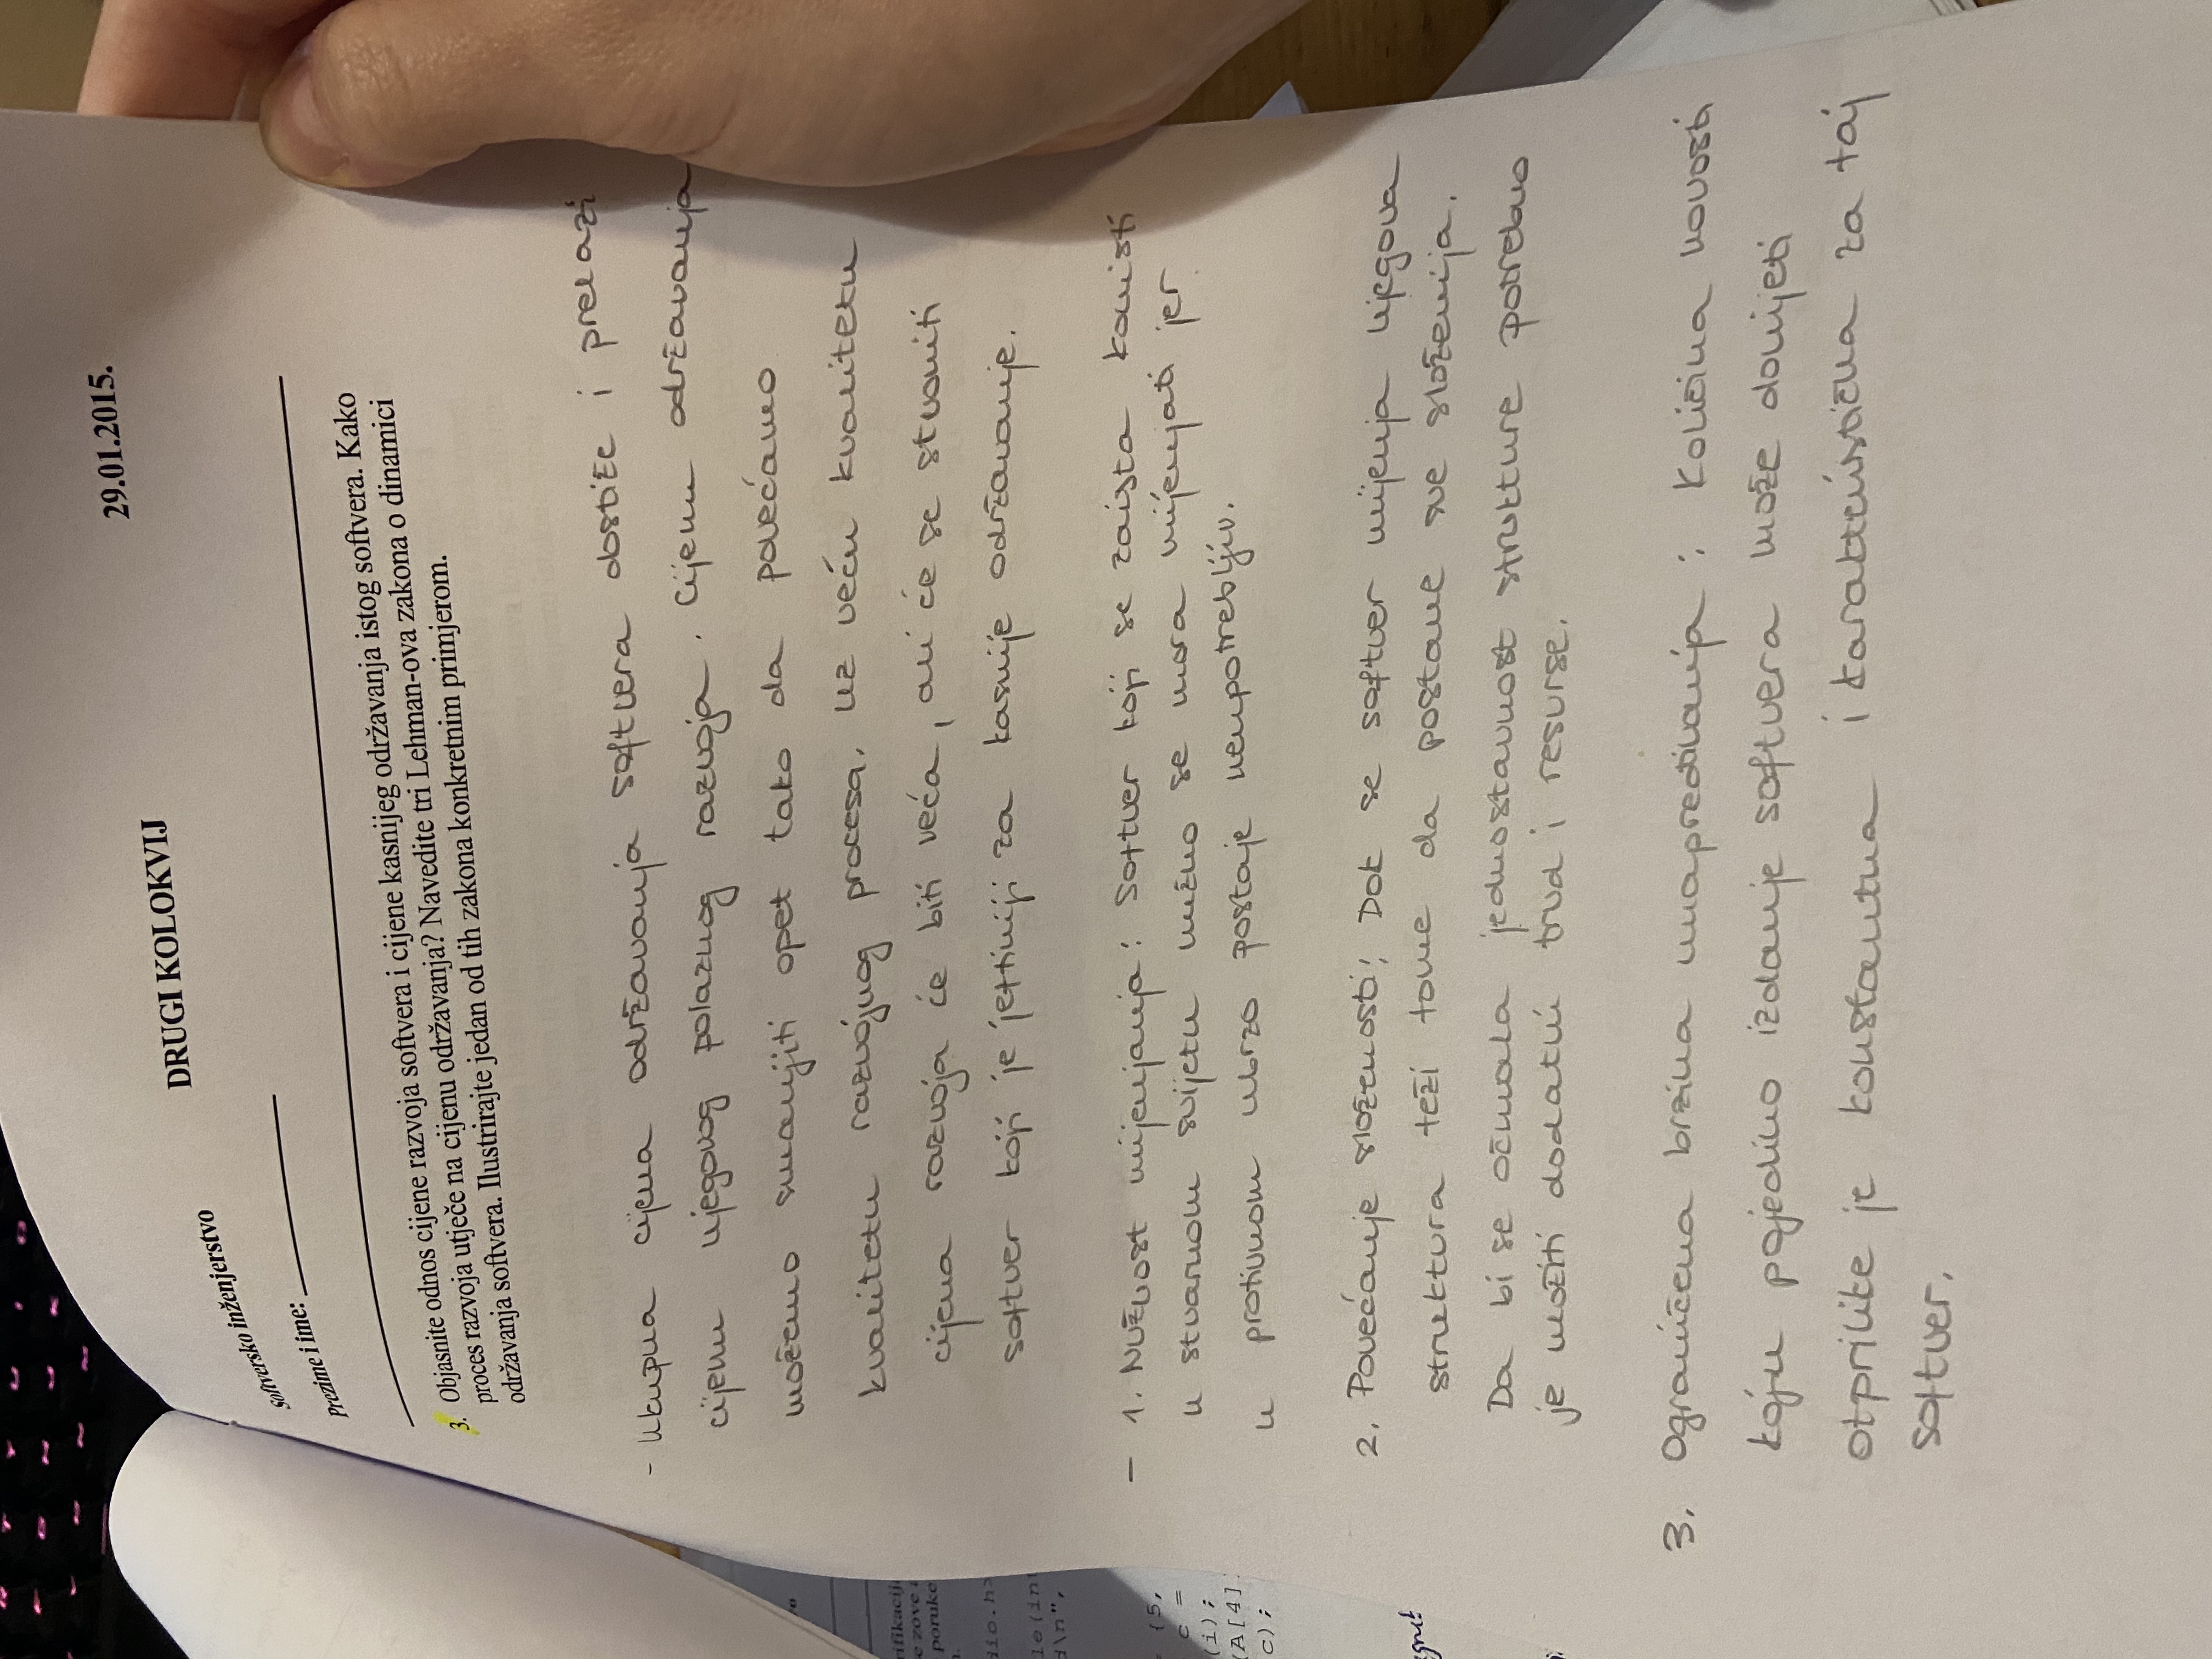 29.01.2015.
DRUGI KOLOKVIJ
Softversko inženjerstvo
Prezime i ime:
3. Objasnite odnos cijene razvoja softvera i cijene kasnijeg održavanja istog softvera. Kako
proces razvoja utječe na cijenu održavanja? Navedite tri Lehman-ova zakona o dinamici
održavanja softvera. Ilustrirajte jedan od tih zakona konkretnim primjerom.
- Ukupna cijena održavanja softvera dostiže i prelazi
cijenu njegovog polaznog razvoja. Cijenu održavanja
možemo smanjiti opet tako da povećamo
kvalitetu razvojnog procesa. Uz veću kvalitetu
cijena razvoja će biti veća, ali će se stvoriti
softver koji je jeftiniji za kasnije održavanje.
- 1. Nužnost mijenjanja: Softver koji se zaista koristi
u stvarnom svijetu nužno se mora mijenjati jer
u protivnom ubrzo postaje neupotrebljiv.
2. Povećanje složenosti: Dok se softver mijenja njegova
struktura teži tome da postane sve složenija.
Da bi se očuvala jednostavnost strukture potrebno
je uložiti dodatni trud i resurse.
3. Ograničena brzina unapređivanja: Količina novosti
koju pojedino izdanje softvera može donijeti
otprilike je konstantna i karakteristična za taj
softver.
rifikacij
se zove
poruke
dio.h>
le(int
d\n",
= {5,
c =
(i);
(A[4]
c);